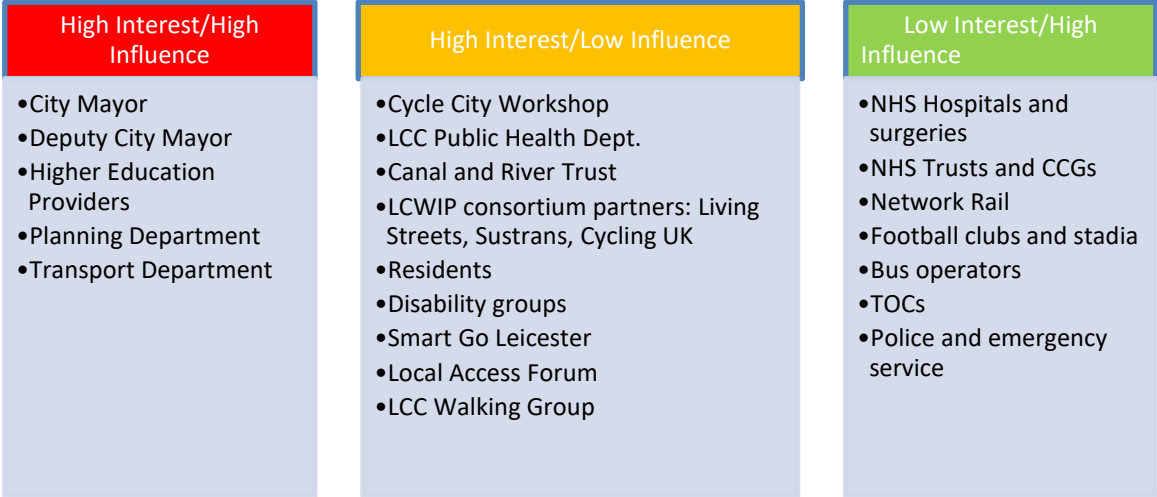 High Interest/High
Influence
•City Mayor
•Deputy City Mayor
•Higher Education
Providers
•Planning Department
•Transport Department
High Interest/Low Influence
•Cycle City Workshop
•LCC Public Health Dept.
•Canal and River Trust
•LCWIP consortium partners: Living
Streets, Sustrans, Cycling UK
•Residents
•Disability groups
•Smart Go Leicester
•Local Access Forum
•LCC Walking Group
Low Interest/High
Influence
•NHS Hospitals and
surgeries
•NHS Trusts and CCGs
•Network Rail
•Football clubs and stadia
•Bus operators
•TOCs
•Police and emergency
service